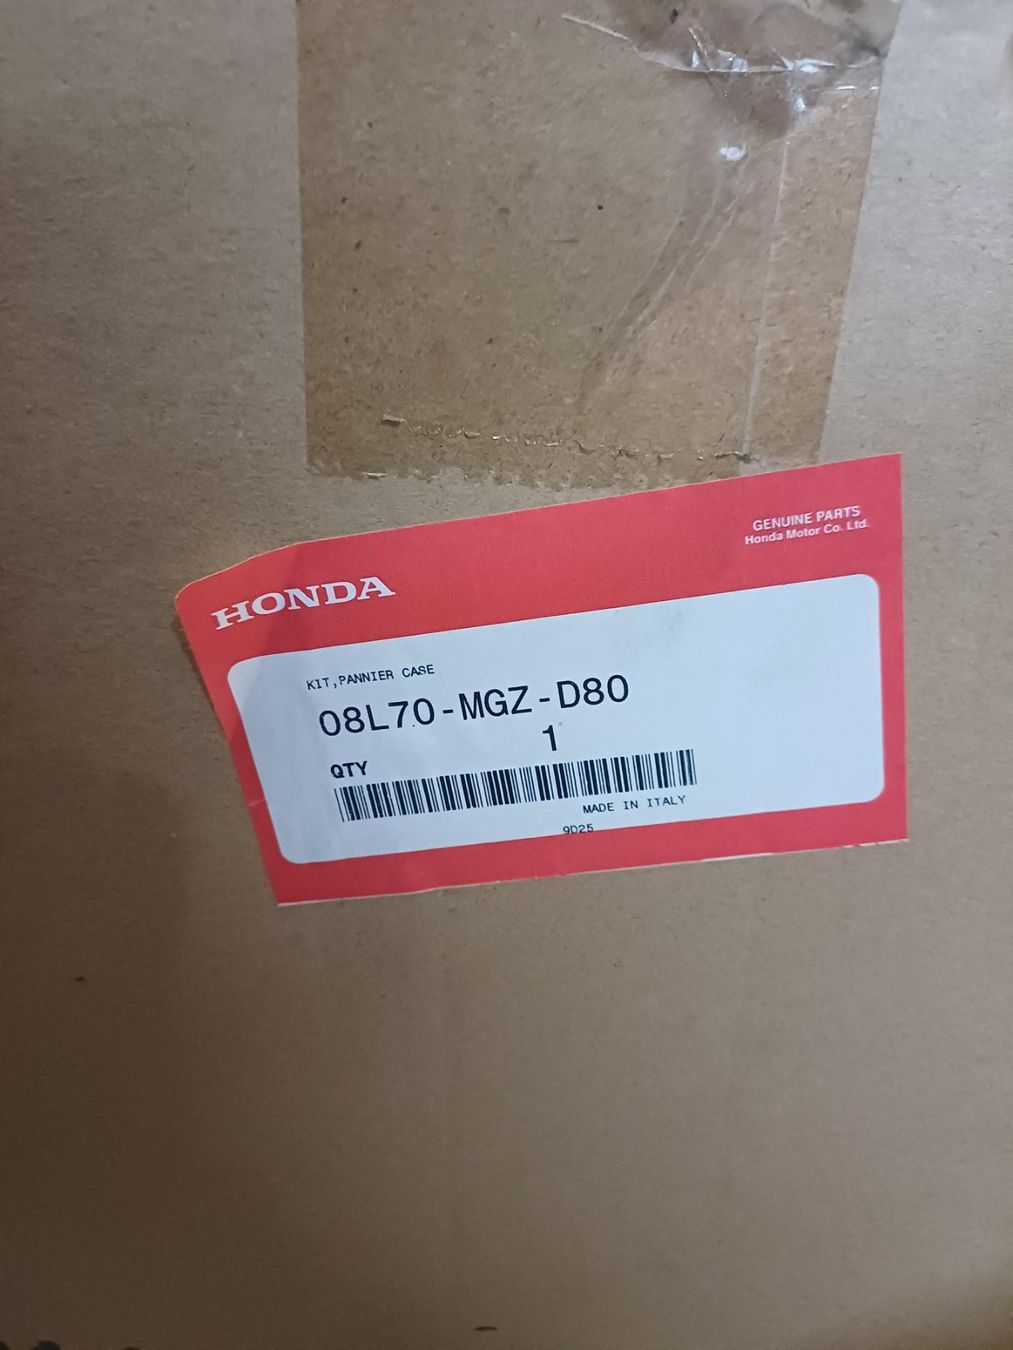 GENUINE PARTS
Honda Motor Co. Ltd.
HONDA
KIT,PANNIER CASE
08L70-MGZ-D80
1
QTY
MADE IN ITALY
9D25